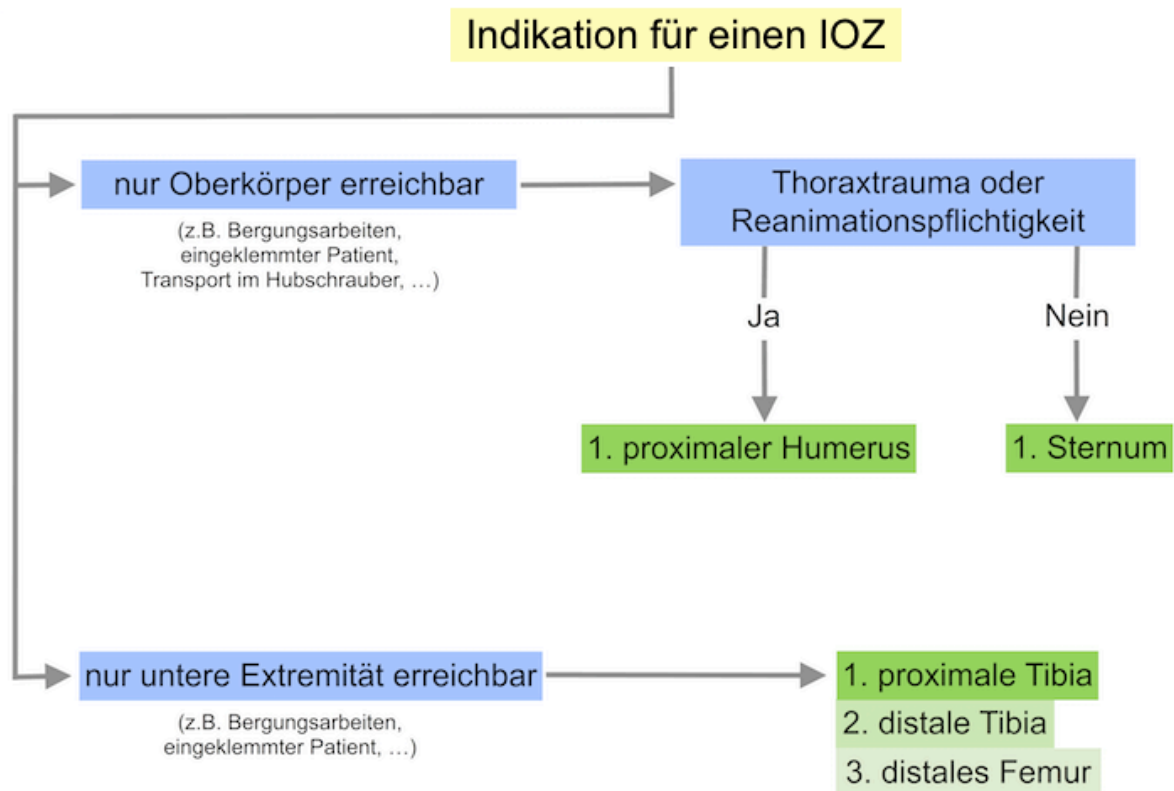 Indikation für einen IOZ
nur Oberkörper erreichbar
(z.B. Bergungsarbeiten,
eingeklemmter Patient,
Transport im Hubschrauber, …)
Thoraxtrauma oder
Reanimationspflichtigkeit
Ja
Nein
1. proximaler Humerus
1. Sternum
nur untere Extremität erreichbar
(z.B. Bergungsarbeiten,
eingeklemmter Patient, …)
1. proximale Tibia
2. distale Tibia
3. distales Femur